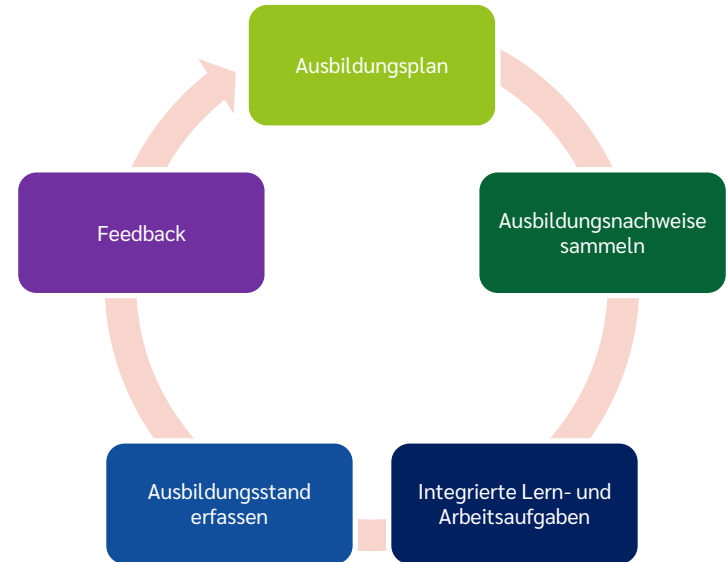 Ausbildungsplan
Ausbildungsnachweise
sammeln
Integrierte Lern- und
Arbeitsaufgaben
Ausbildungsstand
erfassen
Feedback